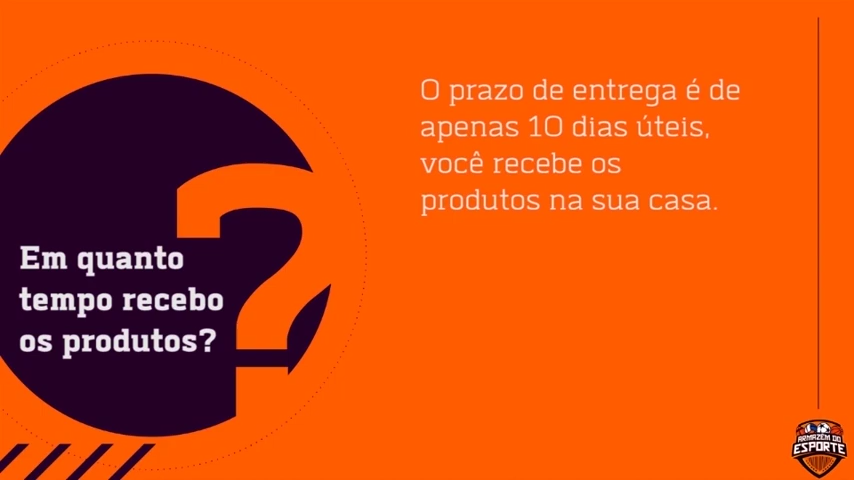 Em quanto
tempo recebo
os produtos?
O prazo de entrega é de
apenas 10 dias úteis,
você recebe os
produtos na sua casa.
ARMAZÉM DO
ESPORTE